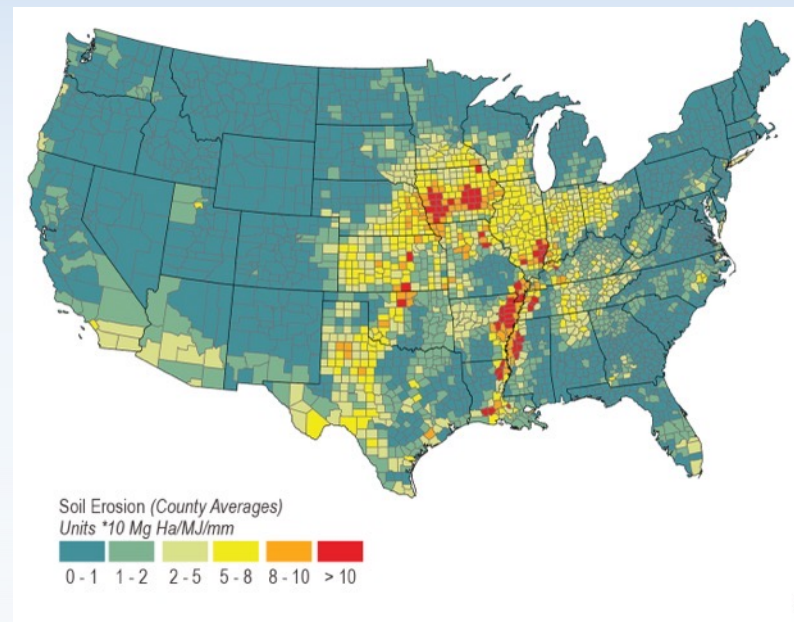 Soil Erosion (County Averages)
Units *10 Mg Ha/MJ/mm
0 - 1 1 - 2 2 - 5 5 - 8 8 - 10 > 10